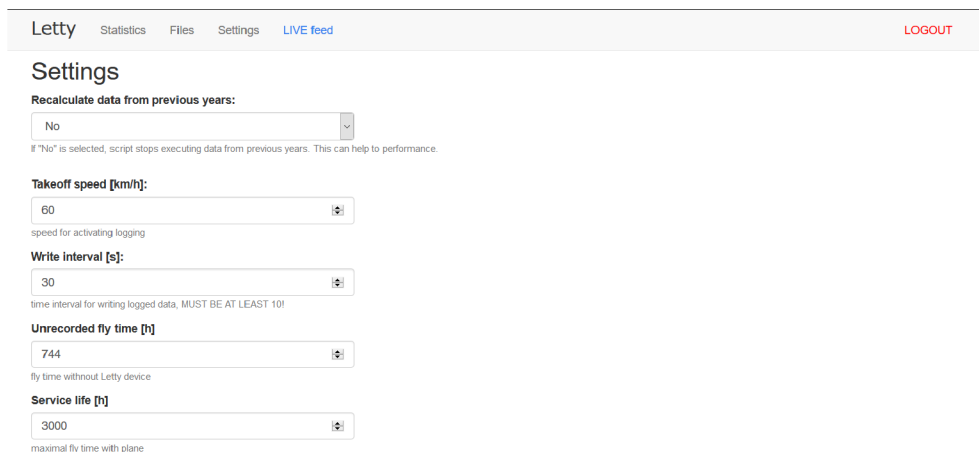 Letty Statistics Files Settings LIVE feed LOGOUT
Settings
Recalculate data from previous years:
No
If "No" is selected, script stops executing data from previous years. This can help to performance.
Takeoff speed [km/h]:
60
speed for activating logging
Write interval [s]:
30
time interval for writing logged data, MUST BE AT LEAST 10!
Unrecorded fly time [h]
744
fly time withnout Letty device
Service life [h]
3000
maximal fly time with plane